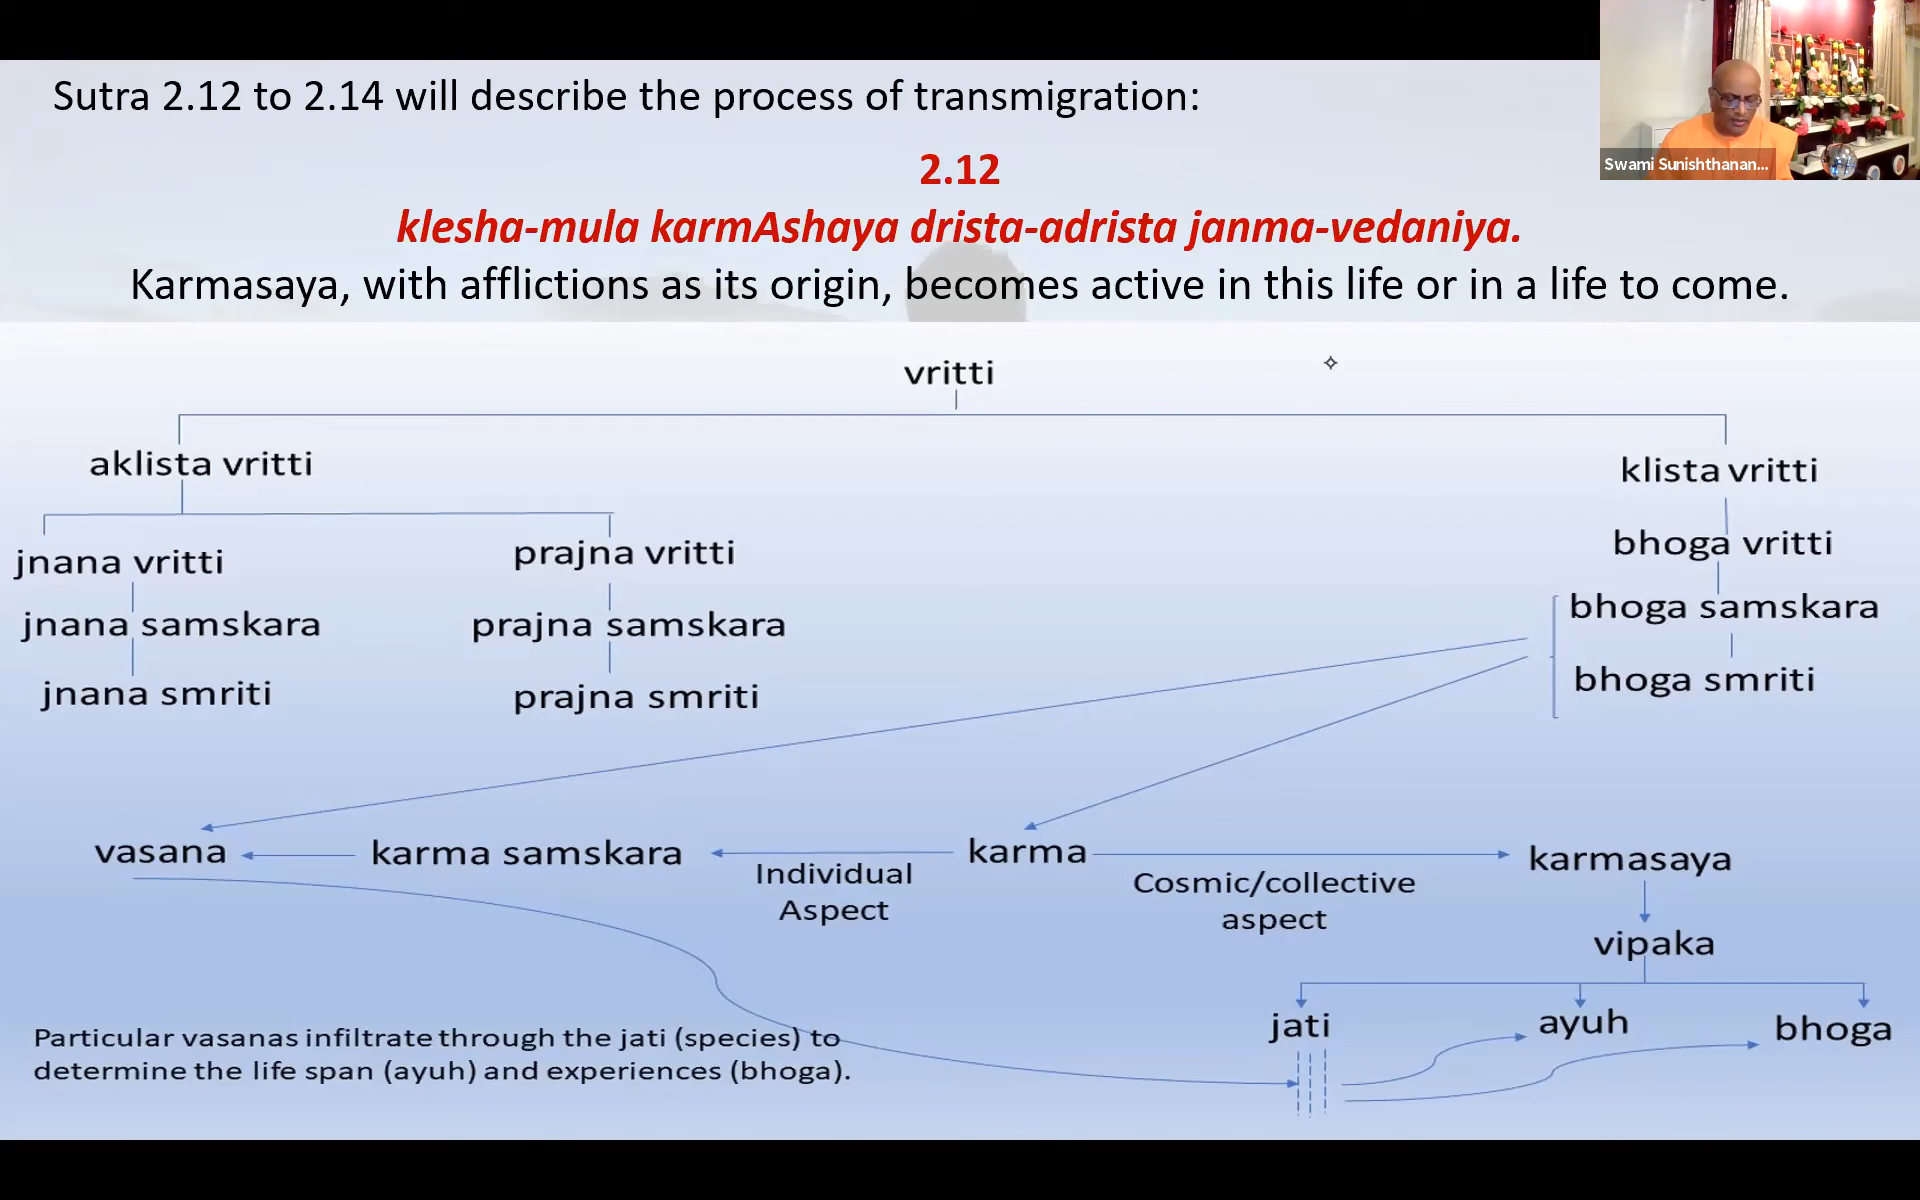 Sutra 2.12 to 2.14 will describe the process of transmigration:
Swami Sunishthanan...
2.12
klesha-mula karmAshaya drista-adrista janma-vedaniya.
Karmasaya, with afflictions as its origin, becomes active in this life or in a life to come.
vritti
aklista vritti
klista vritti
jnana vritti
prajna vritti
bhoga vritti
jnana samskara
prajna samskara
bhoga samskara
jnana smriti
prajna smriti
bhoga smriti
vasana
karma samskara
Individual
Aspect
karma
Cosmic/collective
aspect
karmasaya
vipaka
jati
ayuh
bhoga
Particular vasanas infiltrate through the jati (species) to
determine the life span (ayuh) and experiences (bhoga).